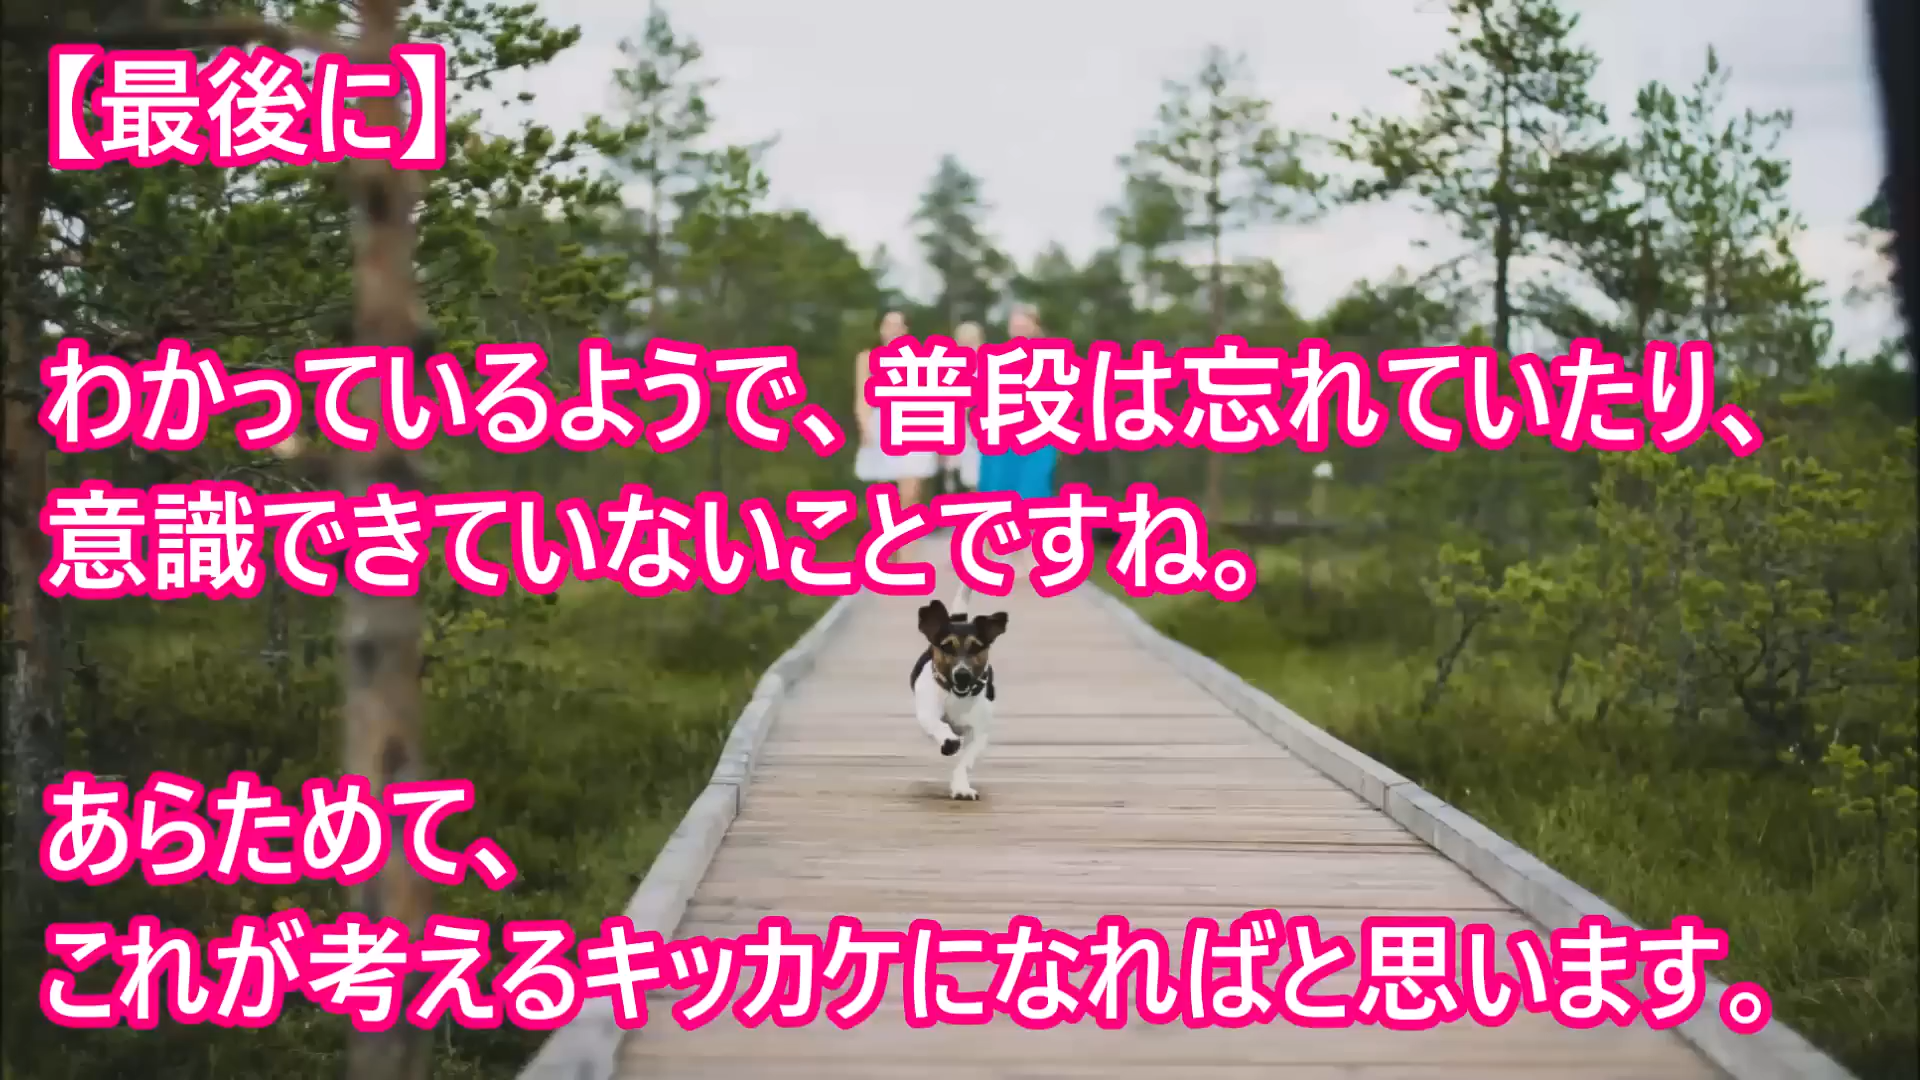 【最後に】
わかっているようで、普段は忘れていたり、
意識できていないことですね。
あらためて、
これが考えるキッカケになればと思います。